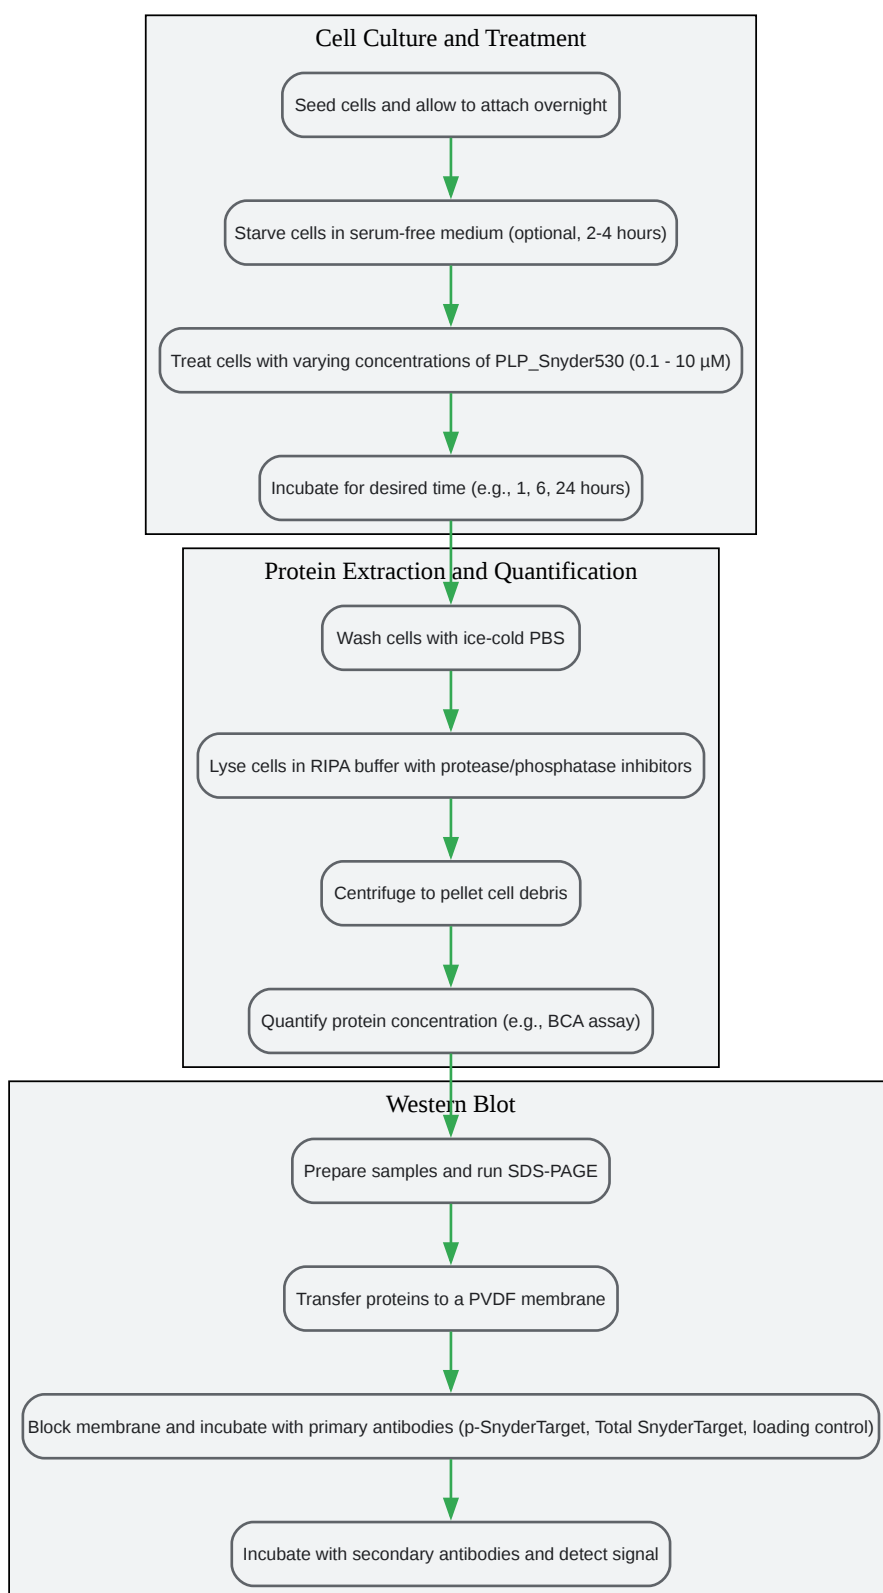 Cell Culture and Treatment
Seed cells and allow to attach overnight
Starve cells in serum-free medium (optional, 2-4 hours)
Treat cells with varying concentrations of PLP_Snyder530 (0.1 - 10 µM)
Incubate for desired time (e.g., 1, 6, 24 hours)
Protein Extraction and Quantification
Wash cells with ice-cold PBS
Lyse cells in RIPA buffer with protease/phosphatase inhibitors
Centrifuge to pellet cell debris
Quantify protein concentration (e.g., BCA assay)
Western Blot
Prepare samples and run SDS-PAGE
Transfer proteins to a PVDF membrane
Block membrane and incubate with primary antibodies (p-SnyderTarget, Total SnyderTarget, loading control)
Incubate with secondary antibodies and detect signal